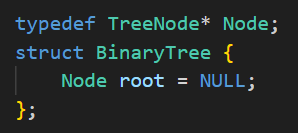 typedef TreeNode* Node;
struct BinaryTree {
    Node root = NULL;
};